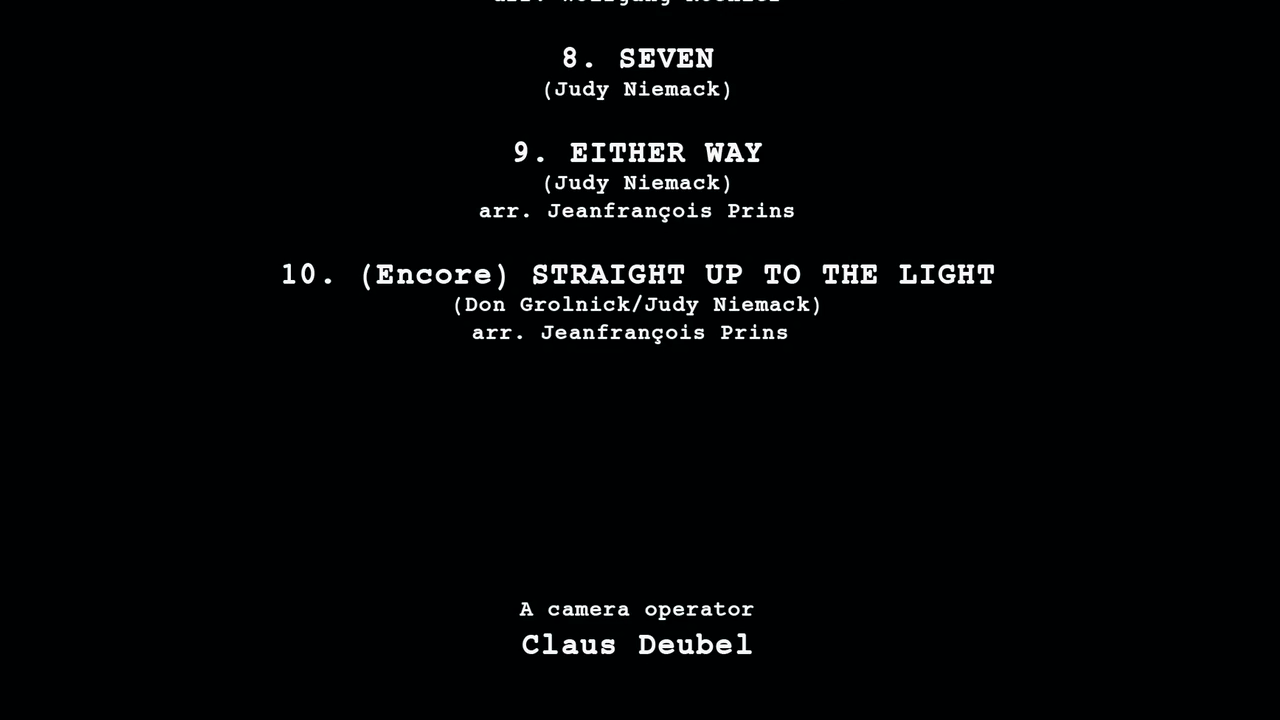 8. SEVEN
(Judy Niemack)
9. EITHER WAY
(Judy Niemack)
arr. Jeanfrançois Prins
10. (Encore) STRAIGHT UP TO THE LIGHT
(Don Grolnick/Judy Niemack)
arr. Jeanfrançois Prins
A camera operator
Claus Deubel